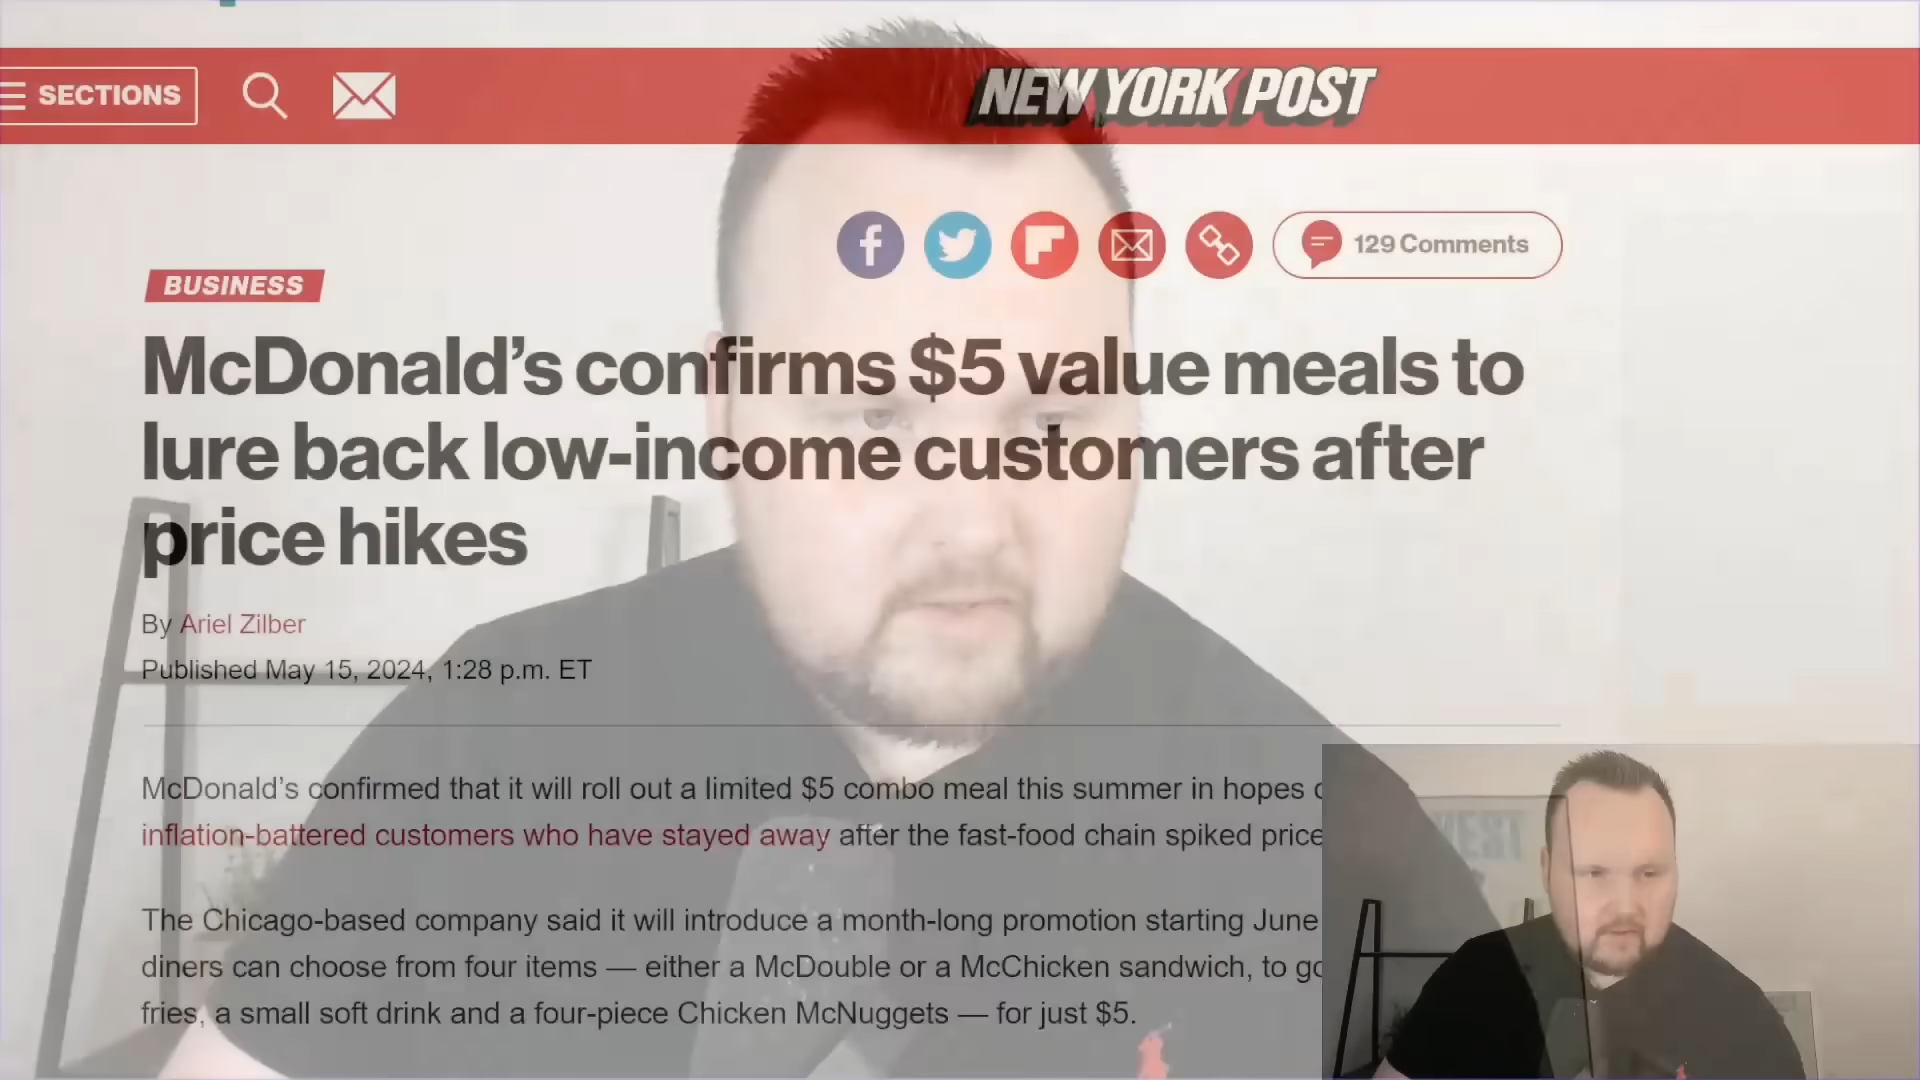 SECTIONS
NEW YORK POST
129 Comments
BUSINESS
McDonald's confirms $5 value meals to
lure back low-income customers after
price hikes
By Ariel Zilber
Published May 15, 2024, 1:28 p.m. ET
McDonald's confirmed that it will roll out a limited $5 combo meal this summer in hopes
inflation-battered customers who have stayed away after the fast-food chain spiked price
The Chicago-based company said it will introduce a month-long promotion starting June
diners can choose from four items — either a McDouble or a McChicken sandwich, to
fries, a small soft drink and a four-piece Chicken McNuggets — for just $5.